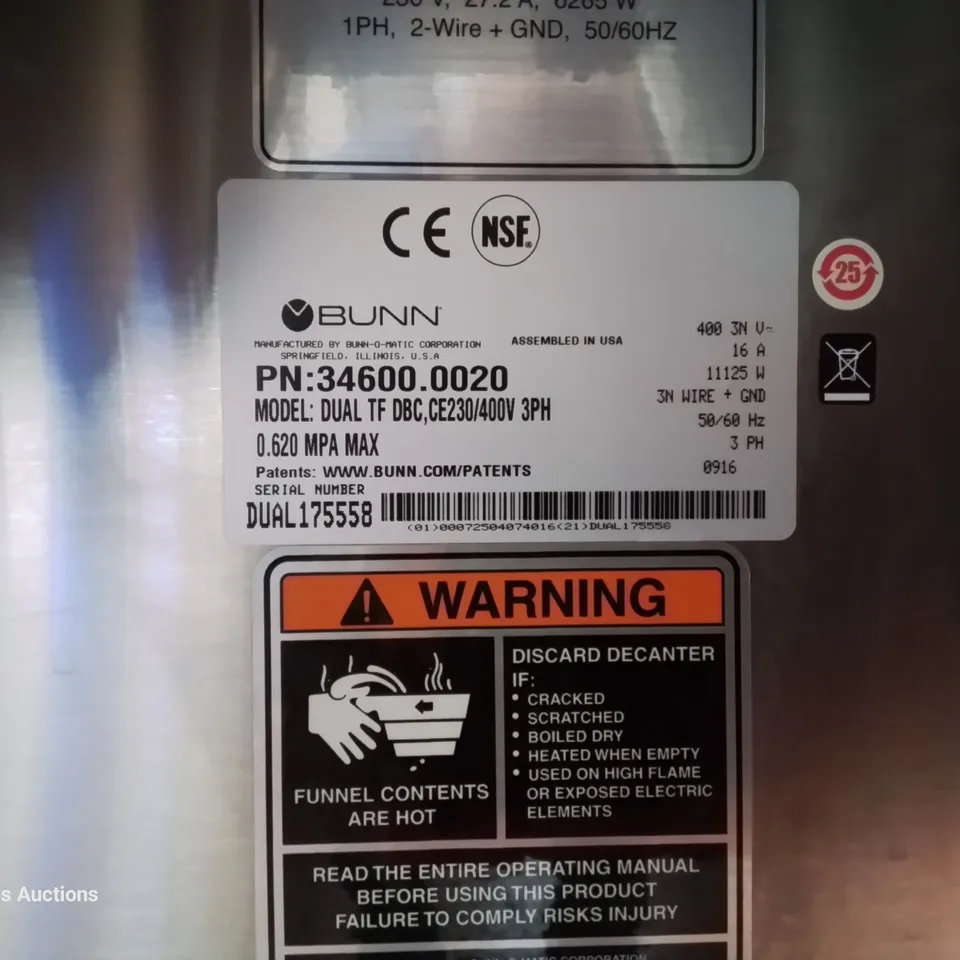 230 V, 27.2 A, 6265 W
1PH, 2-Wire + GND, 50/60HZ
CE NSF®
25
BUNN®
MANUFACTURED BY BUNN-O-MATIC CORPORATION
SPRINGFIELD, ILLINOIS, U.S.A
ASSEMBLED IN USA
PN:34600.0020
MODEL: DUAL TF DBC,CE230/400V 3PH
0.620 MPA MAX
Patents: WWW.BUNN.COM/PATENTS
400 3N V~
16 A
11125 W
3N WIRE + GND
50/60 Hz
3 PH
0916
SERIAL NUMBER
DUAL175558
(01)00072504074016(21)DUAL175558
WARNING
FUNNEL CONTENTS
ARE HOT
DISCARD DECANTER
IF:
• CRACKED
• SCRATCHED
• BOILED DRY
• HEATED WHEN EMPTY
• USED ON HIGH FLAME
OR EXPOSED ELECTRIC
ELEMENTS
READ THE ENTIRE OPERATING MANUAL
BEFORE USING THIS PRODUCT
FAILURE TO COMPLY RISKS INJURY
s Auctions